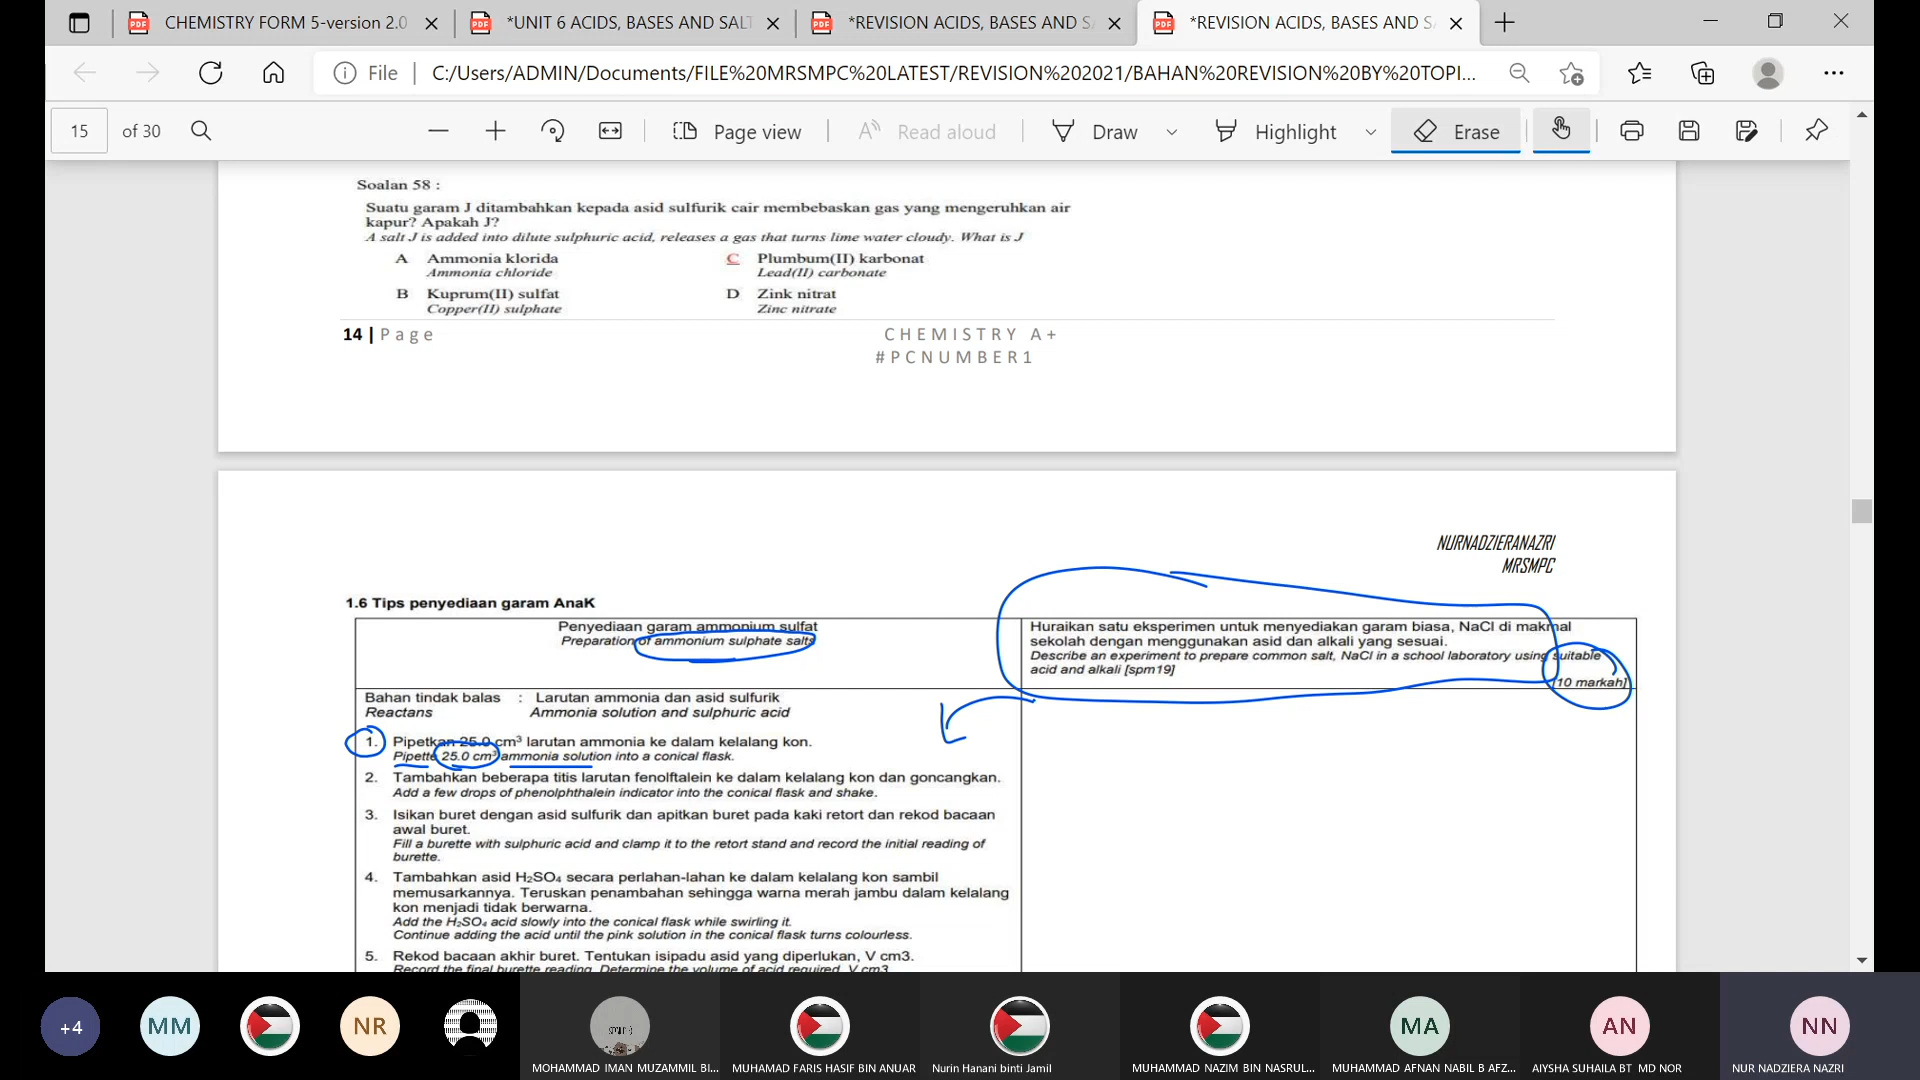 CHEMISTRY FORM 5-version 2.0
*UNIT 6 ACIDS, BASES AND SALT
*REVISION ACIDS, BASES AND S
*REVISION ACIDS, BASES AND S
File
C:/Users/ADMIN/Documents/FILE%20MRSMPC%20LATEST/REVISION%202021/BAHAN%20REVISION%20BY%20TOPI...
15 of 30
Page view
Read aloud
Draw
Highlight
Erase
Soalan 58 :
Suatu garam J ditambahkan kepada asid sulfurik cair membebaskan gas yang mengeruhkan air
kapur? Apakah J?
A salt J is added into dilute sulphuric acid, releases a gas that turns lime water cloudy. What is J
A Ammonia klorida
Ammonia chloride
C Plumbum(II) karbonat
Lead(II) carbonate
B Kuprum(II) sulfat
Copper(II) sulphate
D Zink nitrat
Zinc nitrate
14 | Page
CHEMISTRY A+
#PCNUMBER1
NURNADZIERANAZRI
MRSMPC
1.6 Tips penyediaan garam AnaK
Penyediaan garam ammonium sulfat
Preparation of ammonium sulphate salts
Huraikan satu eksperimen untuk menyediakan garam biasa, NaCl di makmal
sekolah dengan menggunakan asid dan alkali yang sesuai.
Describe an experiment to prepare common salt, NaCl in a school laboratory using suitable
acid and alkali [spm19]
[10 markah]
Bahan tindak balas : Larutan ammonia dan asid sulfurik
Reactans Ammonia solution and sulphuric acid
1. Pipetkan 25.0 cm³ larutan ammonia ke dalam kelalang kon.
Pipette 25.0 cm³ ammonia solution into a conical flask.
2. Tambahkan beberapa titis larutan fenolftalein ke dalam kelalang kon dan goncangkan.
Add a few drops of phenolphthalein indicator into the conical flask and shake.
3. Isikan buret dengan asid sulfurik dan apitkan buret pada kaki retort dan rekod bacaan
awal buret.
Fill a burette with sulphuric acid and clamp it to the retort stand and record the initial reading of
burette.
4. Tambahkan asid H₂SO₄ secara perlahan-lahan ke dalam kelalang kon sambil
memusarkannya. Teruskan penambahan sehingga warna merah jambu dalam kelalang
kon menjadi tidak berwarna.
Add the H₂SO₄ acid slowly into the conical flask while swirling it.
Continue adding the acid until the pink solution in the conical flask turns colourless.
5. Rekod bacaan akhir buret. Tentukan isipadu asid yang diperlukan, V cm3.
Record the final burette reading. Determine the volume of acid required, V cm3
+4
MM
NR
MA
AN
NN
MOHAMMAD IMAN MUZAMMIL BI...
MUHAMAD FARIS HASIF BIN ANUAR
Nurin Hanani binti Jamil
MUHAMMAD NAZIM BIN NASRUL...
MUHAMMAD AFNAN NABIL B AFZ...
AIYSHA SUHAILA BT MD NOR
NUR NADZIERA NAZRI